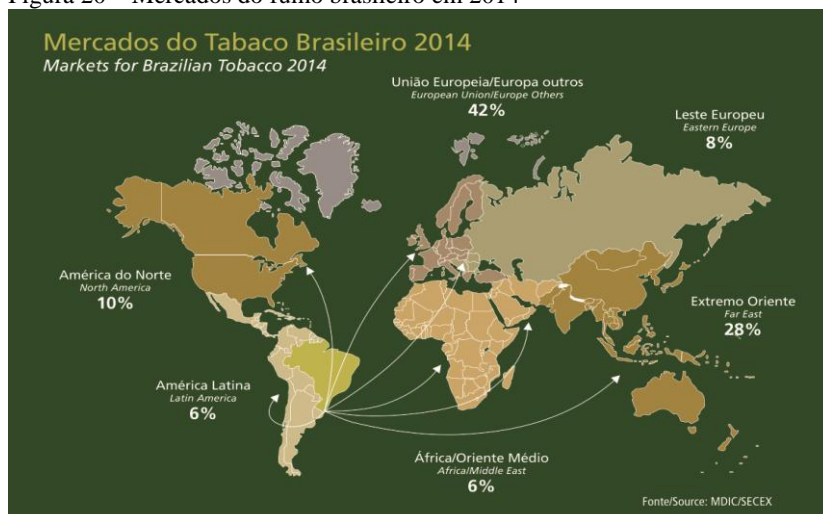 Figura 20 – Mercados do fumo brasileiro em 2014
Mercados do Tabaco Brasileiro 2014
Markets for Brazilian Tobacco 2014
União Europeia/Europa outros
European Union/Europe Others
42%
Leste Europeu
Eastern Europe
8%
América do Norte
North America
10%
Extremo Oriente
Far East
28%
América Latina
Latin America
6%
África/Oriente Médio
Africa/Middle East
6%
Fonte/Source: MDIC/SECEX